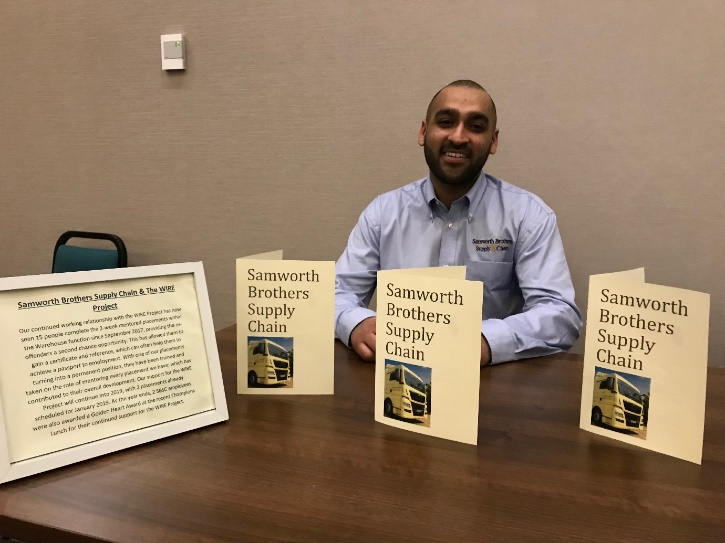 Samworth Brothers
Supply Chain
Samworth
Brothers
Supply
Chain
Samworth
Brothers
Supply
Chain
Samworth
Brothers
Supply
Chain
Samworth Brothers Supply Chain & The WIRE
Project
Our continued working relationship with the WIRE Project has now
seen 15 people complete the 2-week mentored placements within
the Warehouse function since September 2017, providing the ex-
offenders a second chance opportunity. This has allowed them to
gain a certificate and reference, which can often help them to
achieve a passport to employment. With one of our placements
turning into a permanent position, they have been trained and
taken on the role of mentoring every placement we have which has
contributed to their overall development. Our support for the WIRE
Project will continue into 2019, with 2 placements already
scheduled for January 2019. As the year ends, 2 SBSC employees
were also awarded a Golden Heart Award at the recent Champions
Lunch for their continued support for the WIRE Project.